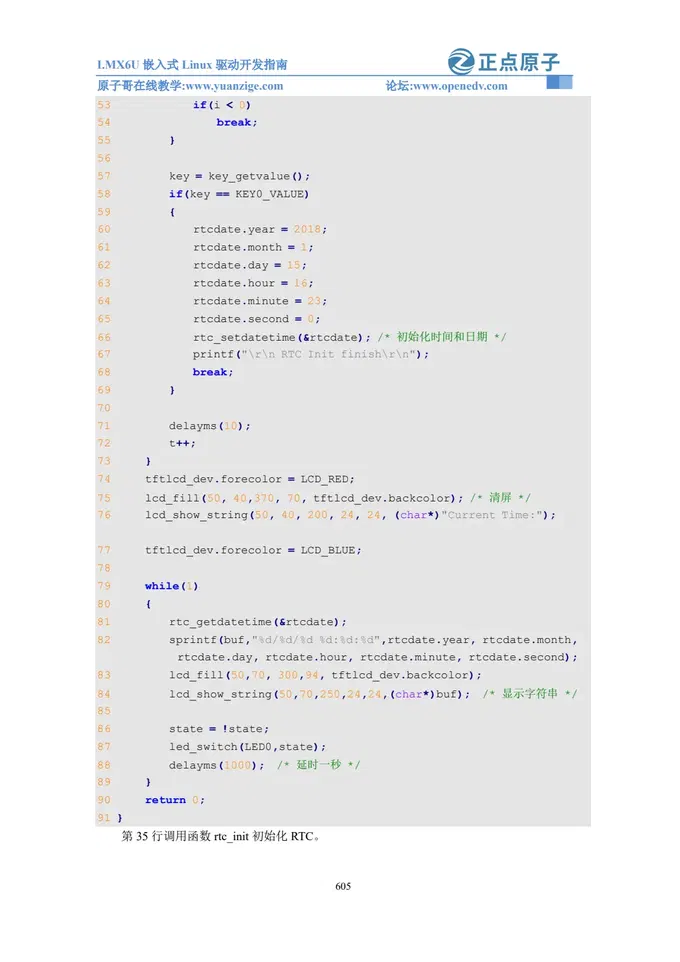 I.MX6U 嵌入式 Linux 驱动开发指南
正点原子
原子哥在线教学:www.yuanzige.com 论坛:www.openedv.com
53 if(i < 0)
54 break;
55 }
56
57 key = key_getvalue();
58 if(key == KEY0_VALUE)
59 {
60 rtcdate.year = 2018;
61 rtcdate.month = 1;
62 rtcdate.day = 15;
63 rtcdate.hour = 16;
64 rtcdate.minute = 23;
65 rtcdate.second = 0;
66 rtc_setdatetime(&rtcdate); /* 初始化时间和日期 */
67 printf("\r\n RTC Init finish\r\n");
68 break;
69 }
70
71 delayms(10);
72 t++;
73 }
74 tftlcd_dev.forecolor = LCD_RED;
75 lcd_fill(50, 40,370, 70, tftlcd_dev.backcolor); /* 清屏 */
76 lcd_show_string(50, 40, 200, 24, 24, (char*)"Current Time:");
77 tftlcd_dev.forecolor = LCD_BLUE;
78
79 while(1)
80 {
81 rtc_getdatetime(&rtcdate);
82 sprintf(buf,"%d/%d/%d %d:%d:%d",rtcdate.year, rtcdate.month,
rtcdate.day, rtcdate.hour, rtcdate.minute, rtcdate.second);
83 lcd_fill(50,70, 300,94, tftlcd_dev.backcolor);
84 lcd_show_string(50,70,250,24,24,(char*)buf); /* 显示字符串 */
85
86 state = !state;
87 led_switch(LED0,state);
88 delayms(1000); /* 延时一秒 */
89 }
90 return 0;
91 }
第 35 行调用函数 rtc_init 初始化 RTC。
605